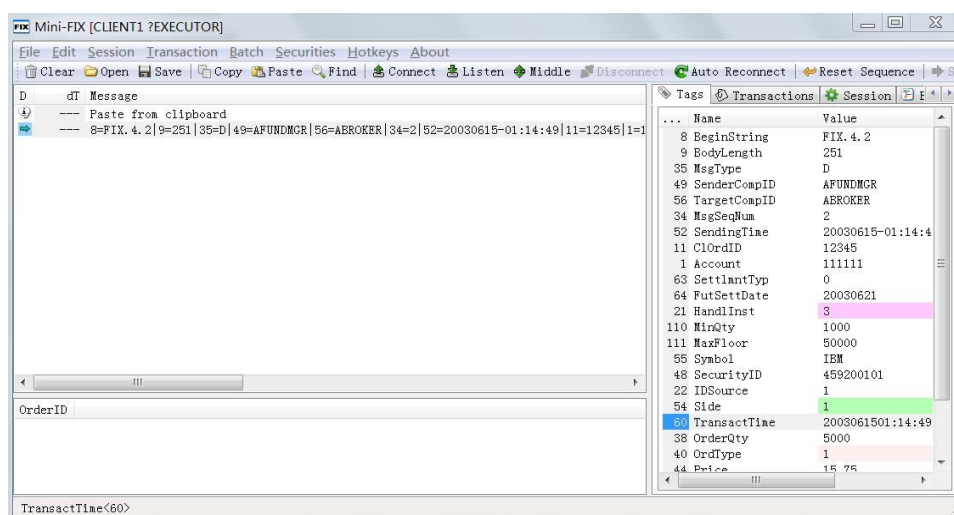 FIX Mini-FIX [CLIENT1 ?EXECUTOR]
File Edit Session Transaction Batch Securities Hotkeys About
Clear Open Save Copy Paste Find Connect Listen Middle Disconnect Auto Reconnect Reset Sequence S
D dT Message
--- Paste from clipboard
--- 8=FIX.4.2|9=251|35=D|49=AFUNDMGR|56=ABROKER|34=2|52=20030615-01:14:49|11=12345|1=1
OrderID
Tags Transactions Session E
... Name Value
8 BeginString FIX.4.2
9 BodyLength 251
35 MsgType D
49 SenderCompID AFUNDMGR
56 TargetCompID ABROKER
34 MsgSeqNum 2
52 SendingTime 20030615-01:14:4
11 ClOrdID 12345
1 Account 111111
63 SettlmntTyp 0
64 FutSettDate 20030621
21 HandlInst 3
110 MinQty 1000
111 MaxFloor 50000
55 Symbol IBM
48 SecurityID 459200101
22 IDSource 1
54 Side 1
60 TransactTime 2003061501:14:49
38 OrderQty 5000
40 OrdType 1
44 Price 15.75
TransactTime<60>